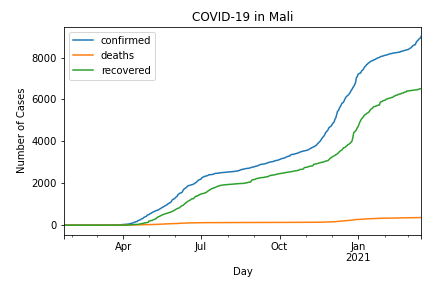 COVID-19 in Mali
confirmed
deaths
recovered
Number of Cases
8000
6000
4000
2000
0
Apr
Jul
Oct
Jan
2021
Day